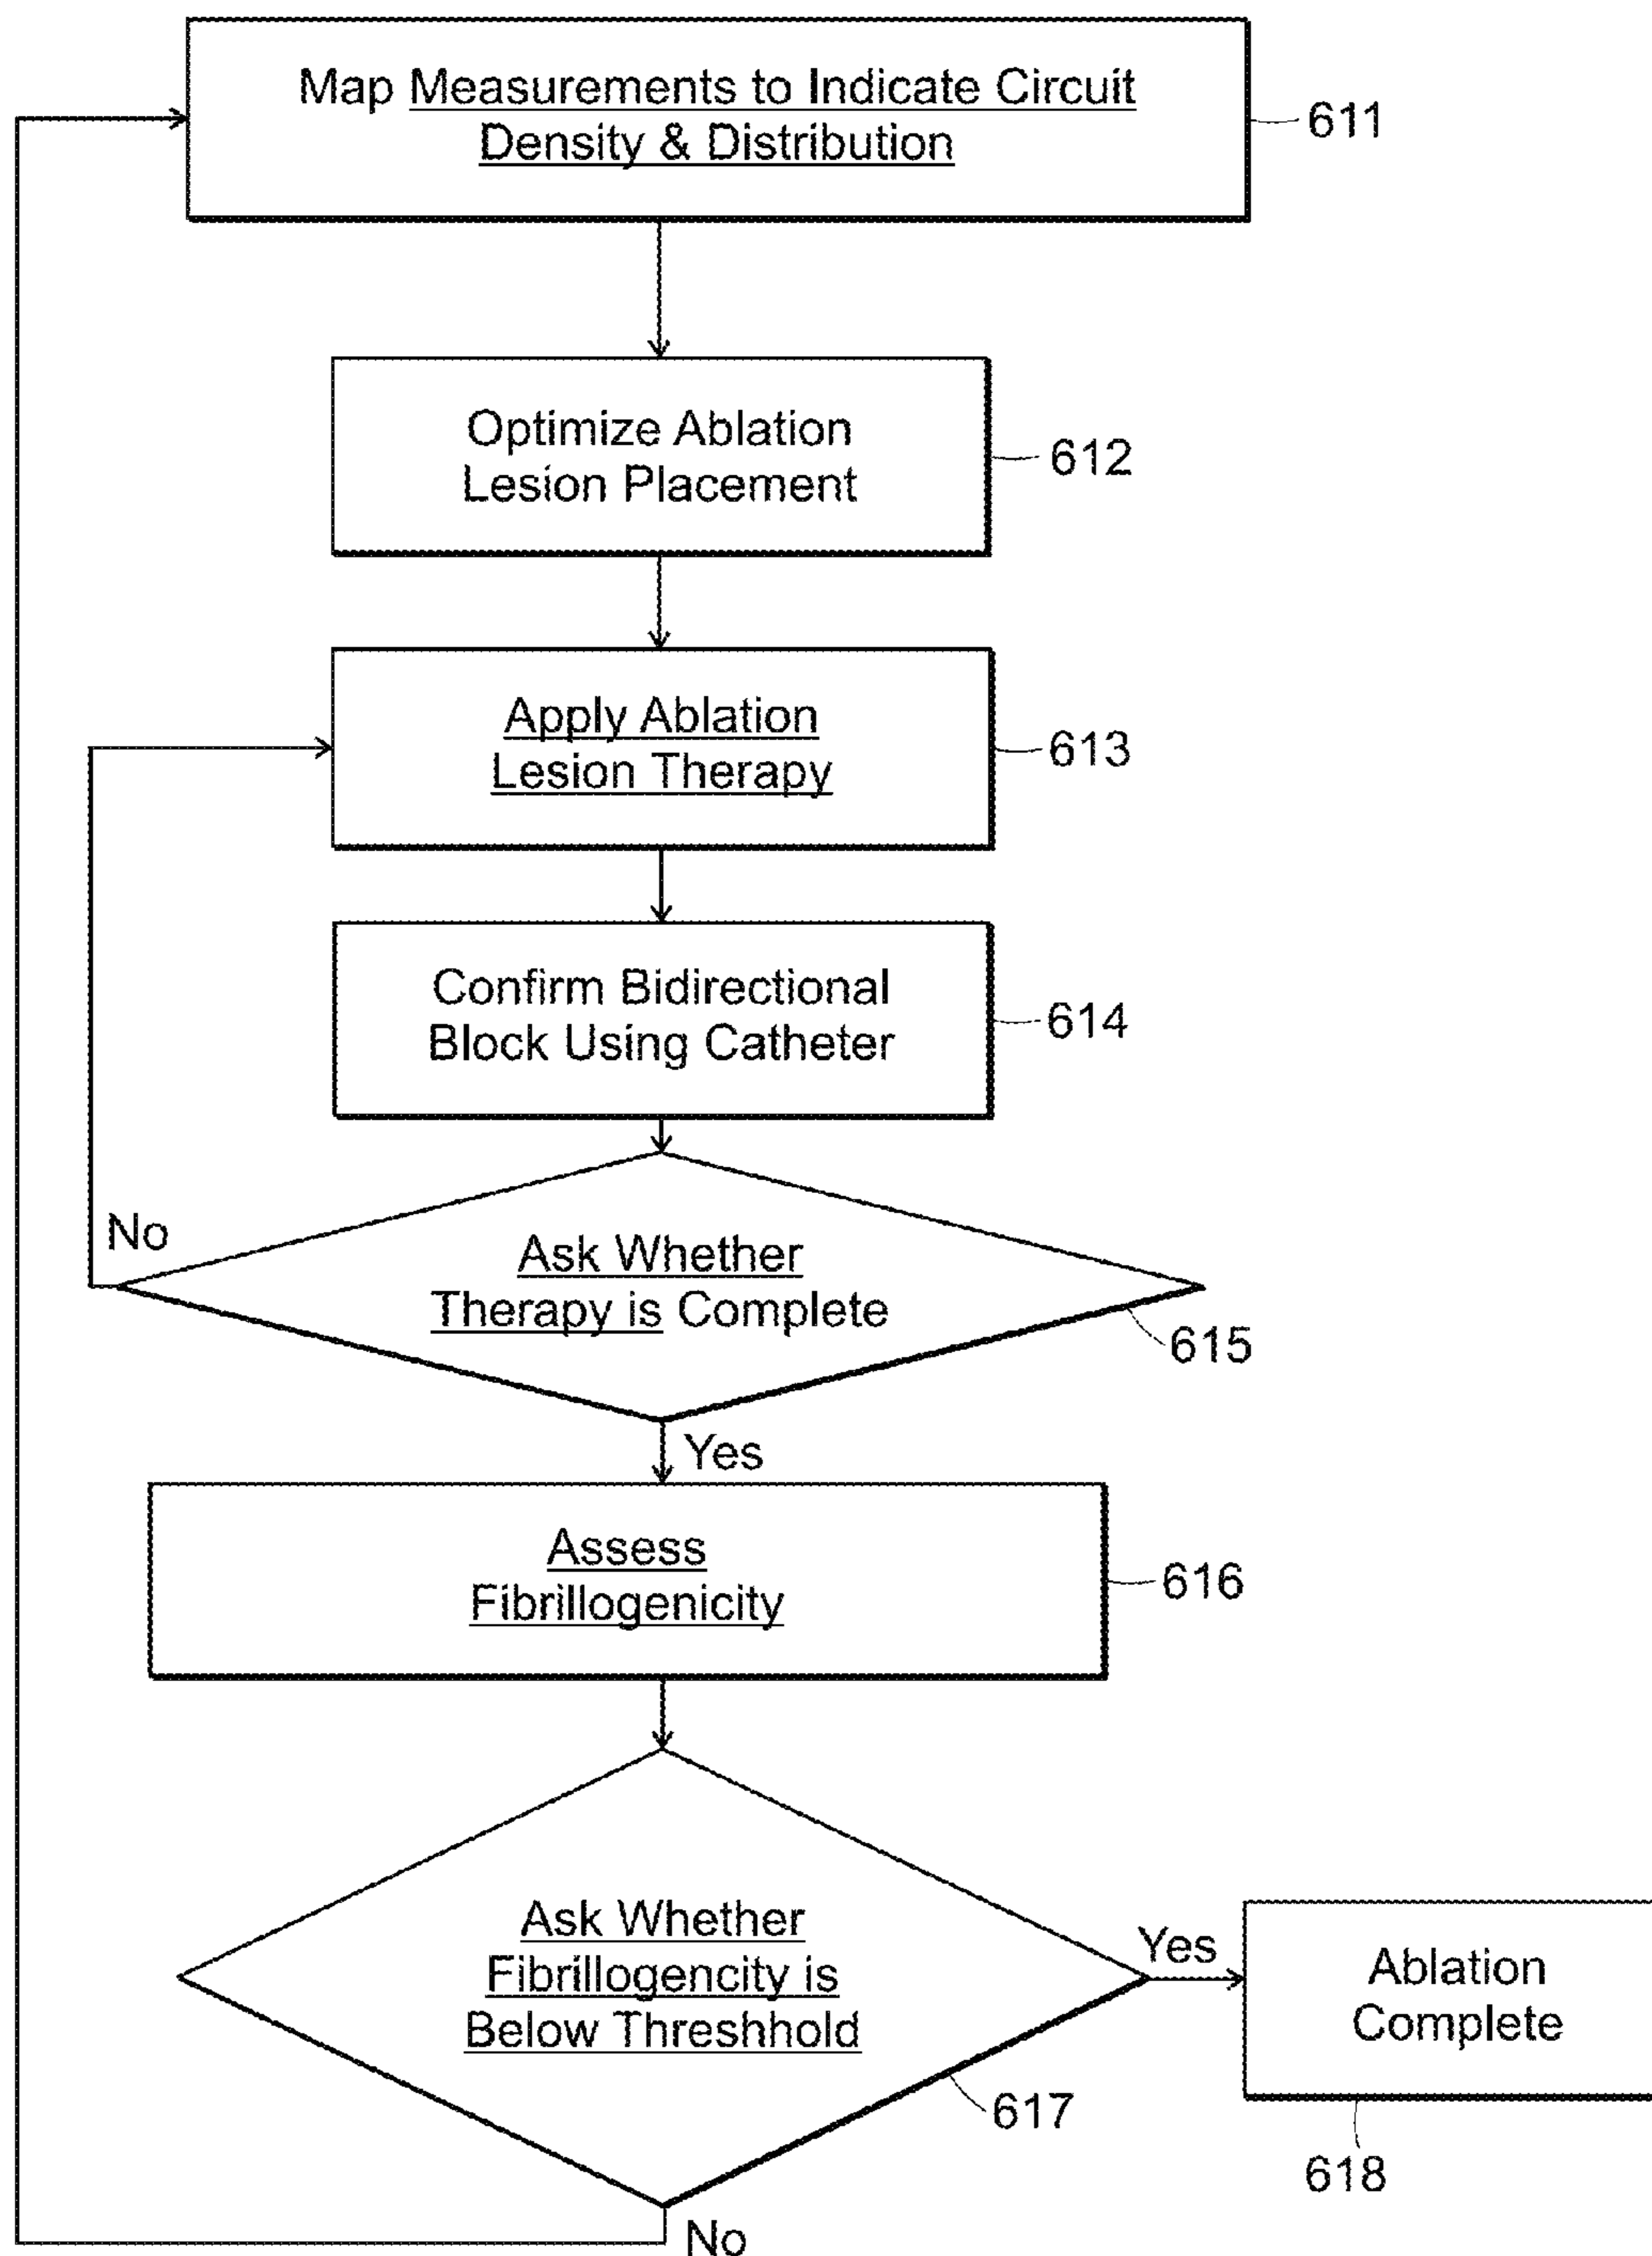 Map Measurements to Indicate Circuit
Density & Distribution
611
Optimize Ablation
Lesion Placement
612
Apply Ablation
Lesion Therapy
613
Confirm Bidirectional
Block Using Catheter
614
No
Ask Whether
Therapy is Complete
615
Yes
Assess
Fibrillogenicity
616
Ask Whether
Fibrillogencity is
Below Threshhold
617
Yes
Ablation
Complete
618
No